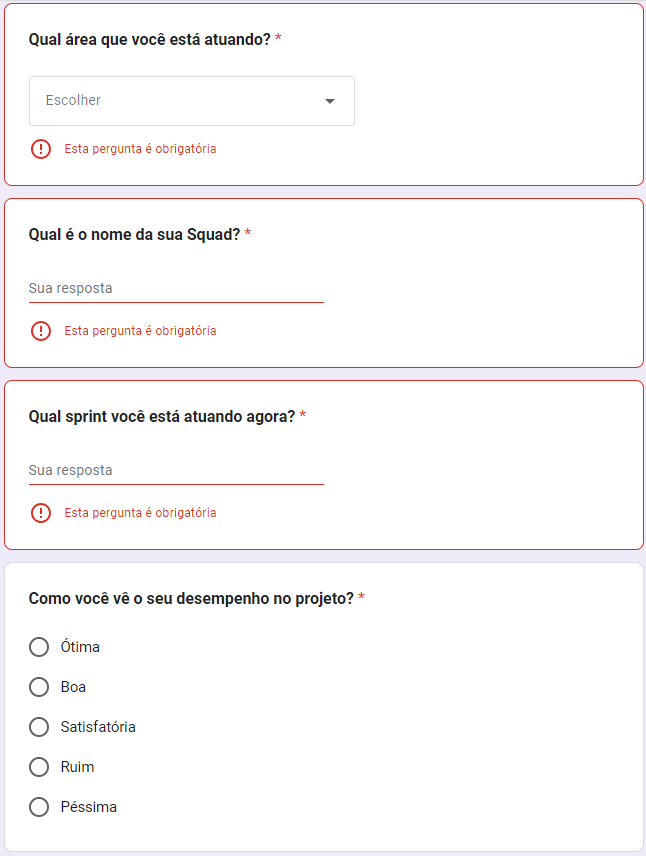 Qual área que você está atuando? *
Escolher
Esta pergunta é obrigatória
Qual é o nome da sua Squad? *
Sua resposta
Esta pergunta é obrigatória
Qual sprint você está atuando agora? *
Sua resposta
Esta pergunta é obrigatória
Como você vê o seu desempenho no projeto? *
Ótima
Boa
Satisfatória
Ruim
Péssima